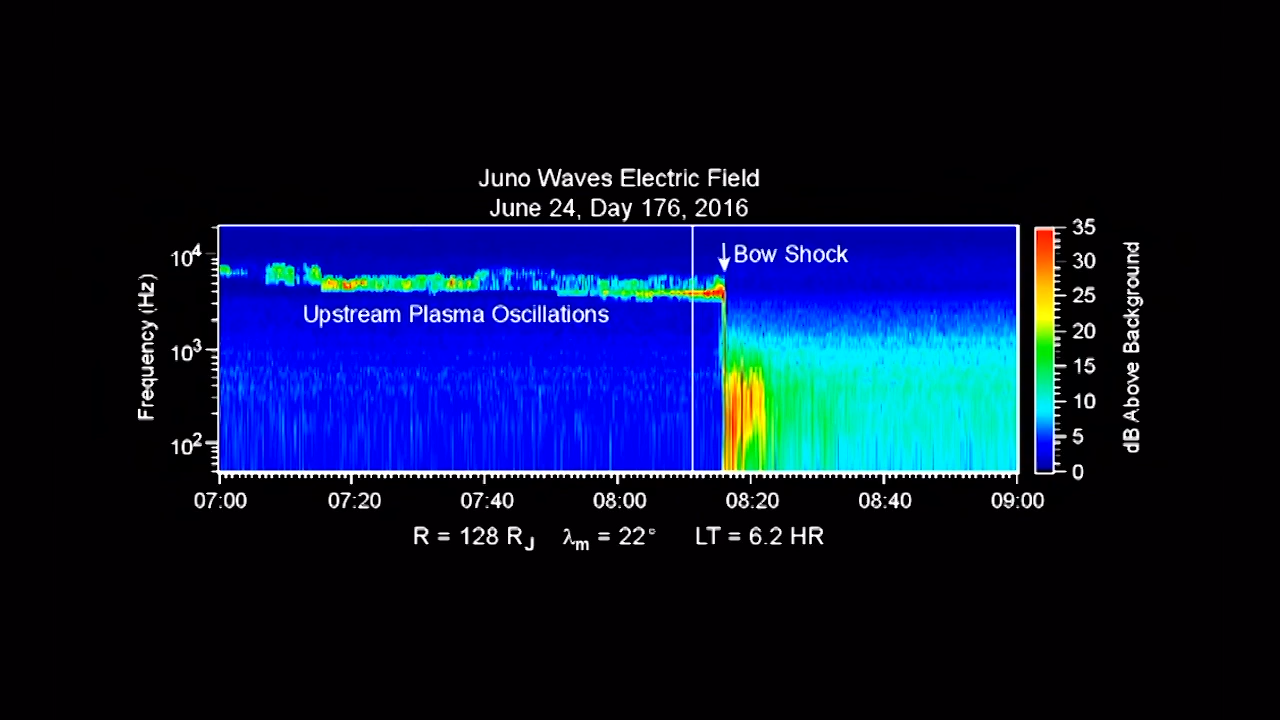 Juno Waves Electric Field
June 24, Day 176, 2016
Frequency (Hz)
10⁴
10³
10²
Bow Shock
Upstream Plasma Oscillations
07:00 07:20 07:40 08:00 08:20 08:40 09:00
R = 128 R_J λ_m = 22° LT = 6.2 HR
35
30
25
20
15
10
5
0
dB Above Background